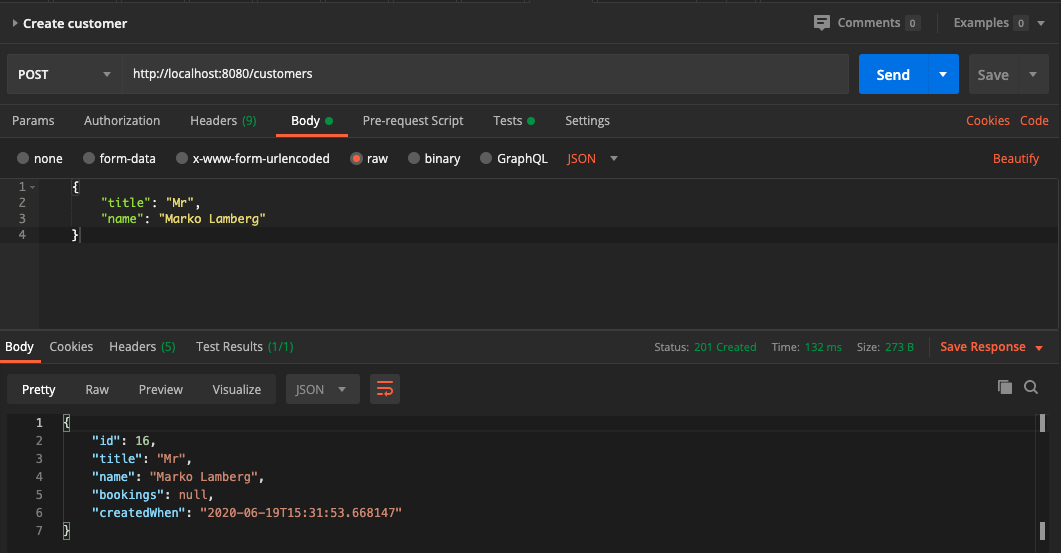 Create customer
Comments 0 Examples 0
POST http://localhost:8080/customers Send Save
Params Authorization Headers (9) Body Pre-request Script Tests Settings Cookies Code
none form-data x-www-form-urlencoded raw binary GraphQL JSON Beautify
1 {
2 "title": "Mr",
3 "name": "Marko Lamberg"
4 }
Body Cookies Headers (5) Test Results (1/1) Status: 201 Created Time: 132 ms Size: 273 B Save Response
Pretty Raw Preview Visualize JSON
1 {
2 "id": 16,
3 "title": "Mr",
4 "name": "Marko Lamberg",
5 "bookings": null,
6 "createdWhen": "2020-06-19T15:31:53.668147"
7 }